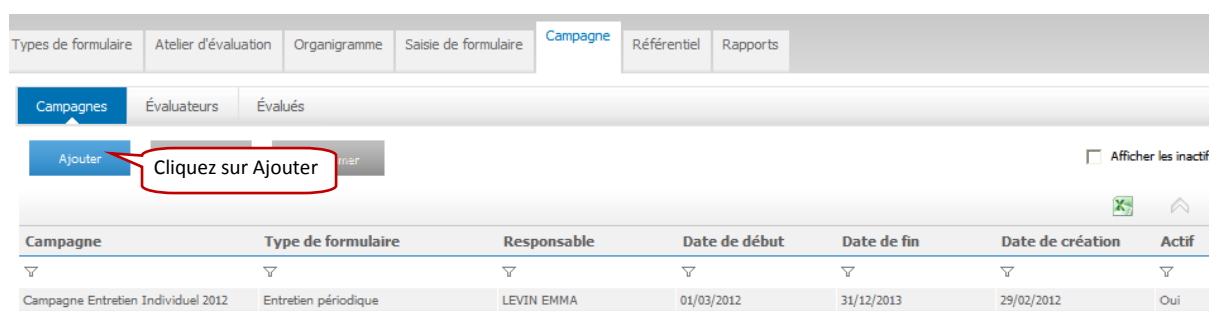 Types de formulaire Atelier d'évaluation Organigramme Saisie de formulaire Campagne Référentiel Rapports
Campagnes Évaluateurs Évalués
Ajouter Cliquez sur Ajouter Afficher les inactif
Campagne Type de formulaire Responsable Date de début Date de fin Date de création Actif
Campagne Entretien Individuel 2012 Entretien périodique LEVIN EMMA 01/03/2012 31/12/2013 29/02/2012 Oui